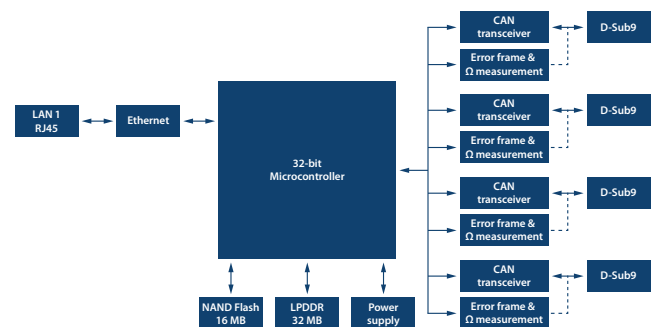 CAN
transceiver
D-Sub9
Error frame &
Ω measurement
CAN
transceiver
D-Sub9
LAN 1
RJ45
Ethernet
Error frame &
Ω measurement
32-bit
Microcontroller
CAN
transceiver
D-Sub9
Error frame &
Ω measurement
CAN
transceiver
D-Sub9
NAND Flash
16 MB
LPDDR
32 MB
Power
supply
Error frame &
Ω measurement